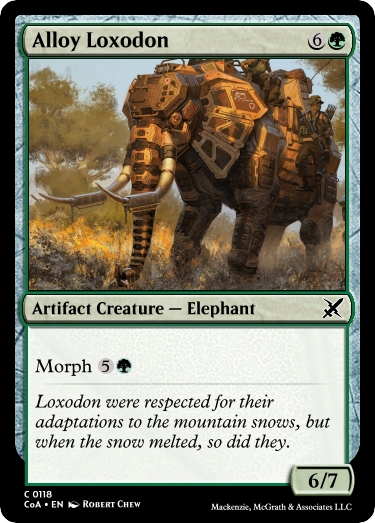 Alloy Loxodon 6
Artifact Creature — Elephant
Morph 5
Loxodon were respected for their
adaptations to the mountain snows, but
when the snow melted, so did they.
6/7
C 0118
CoA • EN Robert Chew
Mackenzie, McGrath & Associates LLC